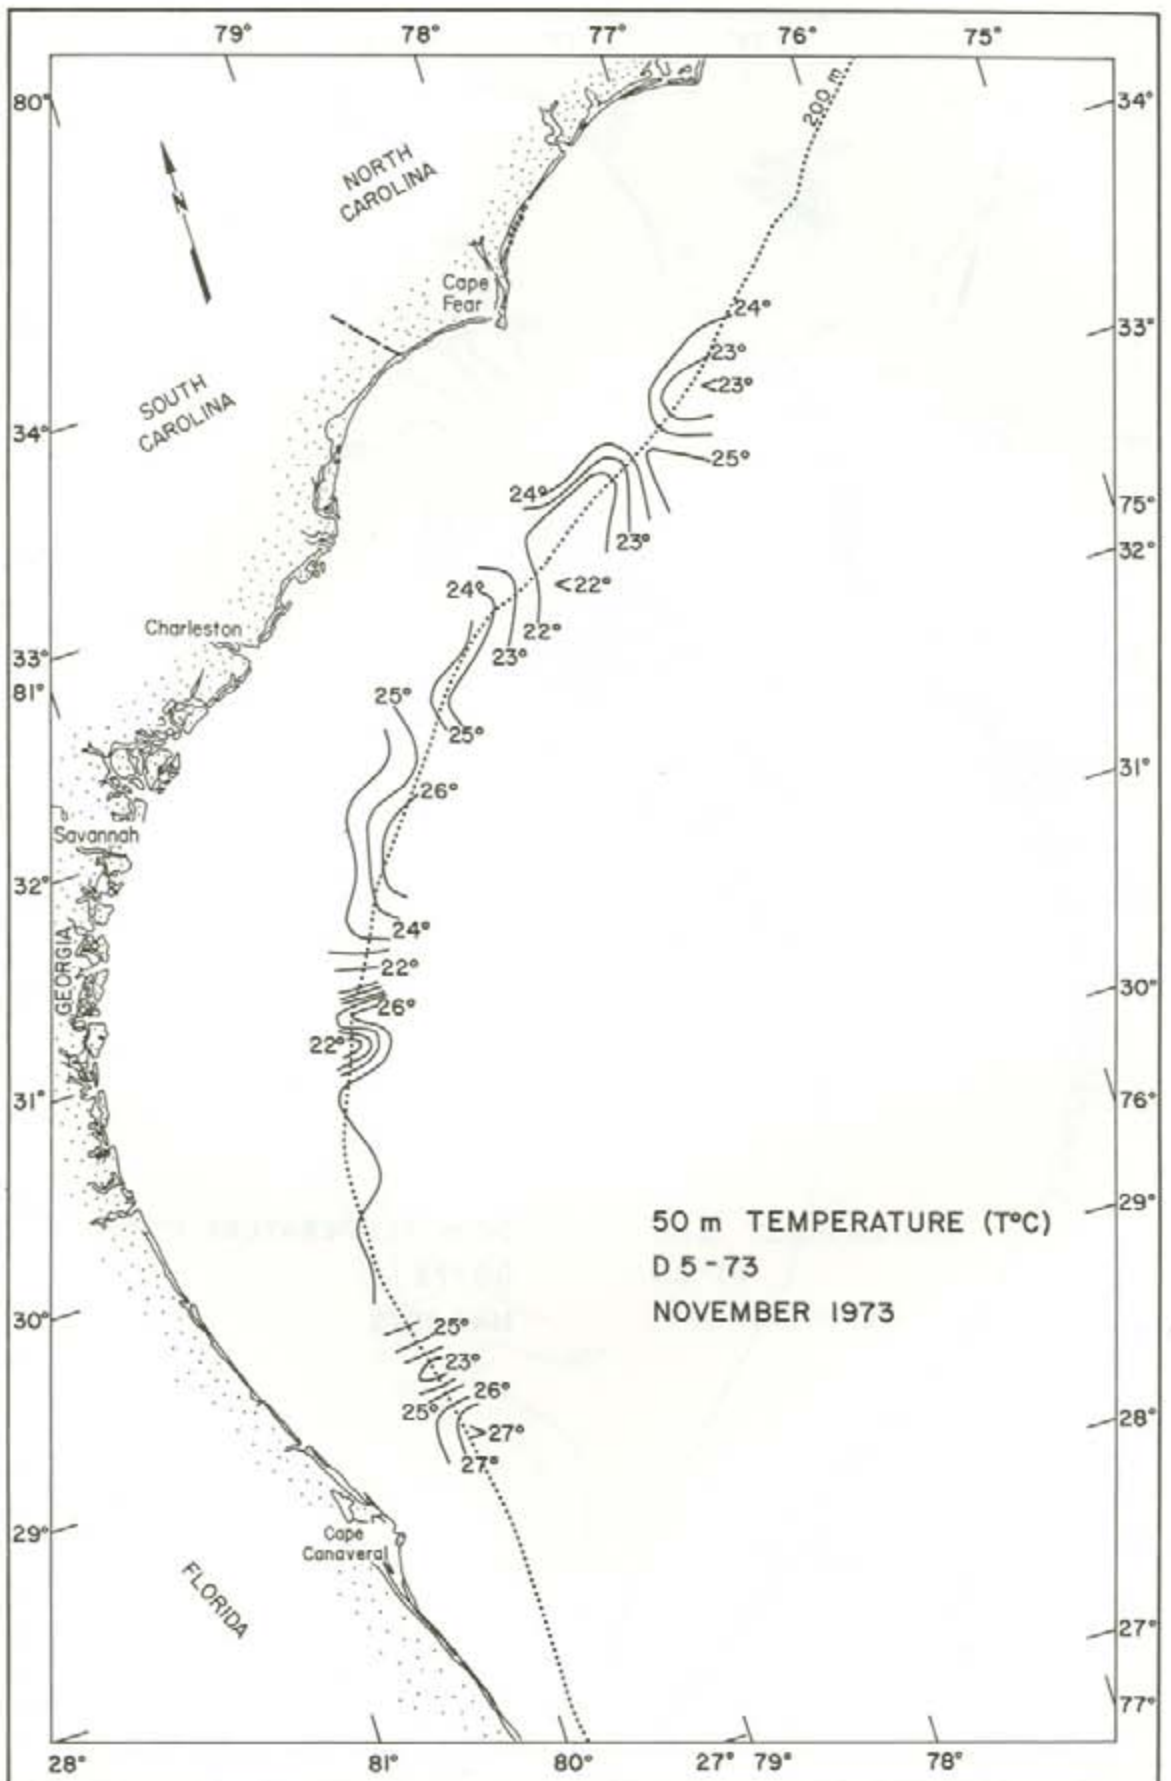 79° 78° 77° 76° 75°
80°
34°
200 m
N
NORTH
CAROLINA
Cape
Fear
24°
33°
23°
<23°
SOUTH
CAROLINA
34°
25°
24°
75°
23°
32°
<22°
24°
22°
Charleston
23°
33°
81°
25°
25°
31°
26°
Savannah
32°
24°
GEORGIA
22°
30°
26°
22°
31°
76°
29°
50 m TEMPERATURE (T°C)
D 5-73
NOVEMBER 1973
30°
25°
23°
26°
25°
28°
>27°
27°
29°
Cape
Canaveral
FLORIDA
27°
77°
28° 81° 80° 27° 79° 78°